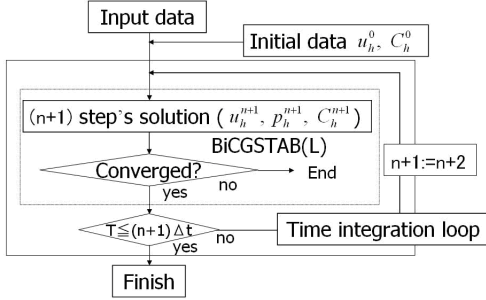 Input data
Initial data $u_h^0$, $C_h^0$
(n+1) step's solution ( $u_h^{n+1}$, $p_h^{n+1}$, $C_h^{n+1}$)
BiCGSTAB(L)
Converged?
no
End
yes
n+1:=n+2
T≦(n+1)Δt
no
yes
Time integration loop
Finish